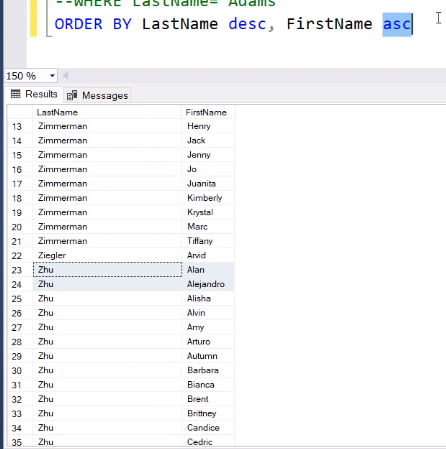 --WHERE LastName= 'Adams'
ORDER BY LastName desc, FirstName asc
150 %
Results Messages
LastName FirstName
13 Zimmerman Henry
14 Zimmerman Jack
15 Zimmerman Jenny
16 Zimmerman Jo
17 Zimmerman Juanita
18 Zimmerman Kimberly
19 Zimmerman Krystal
20 Zimmerman Marc
21 Zimmerman Tiffany
22 Ziegler Arvid
23 Zhu Alan
24 Zhu Alejandro
25 Zhu Alisha
26 Zhu Alvin
27 Zhu Amy
28 Zhu Arturo
29 Zhu Autumn
30 Zhu Barbara
31 Zhu Bianca
32 Zhu Brent
33 Zhu Brittney
34 Zhu Candice
35 Zhu Cedric